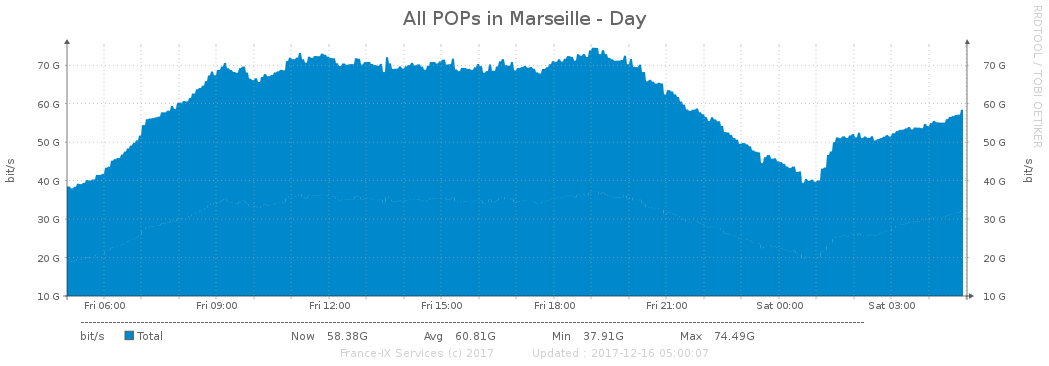 All POPs in Marseille - Day
RRDTOOL / TOBI OETIKER
bit/s
70 G 70 G
60 G 60 G
50 G 50 G
40 G 40 G
30 G 30 G
20 G 20 G
10 G 10 G
bit/s
Fri 06:00 Fri 09:00 Fri 12:00 Fri 15:00 Fri 18:00 Fri 21:00 Sat 00:00 Sat 03:00
bit/s Total Now 58.38G Avg 60.81G Min 37.91G Max 74.49G
France-IX Services (c) 2017 Updated : 2017-12-16 05:00:07